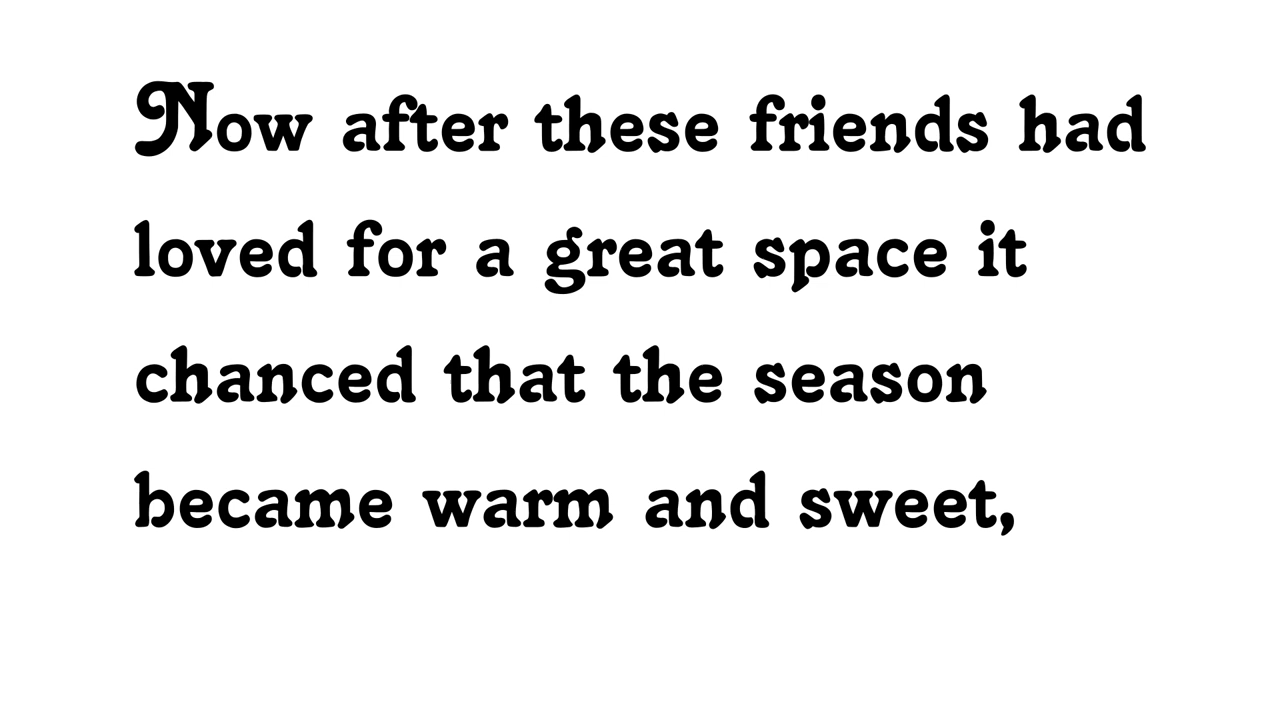 Now after these friends had
loved for a great space it
chanced that the season
became warm and sweet,